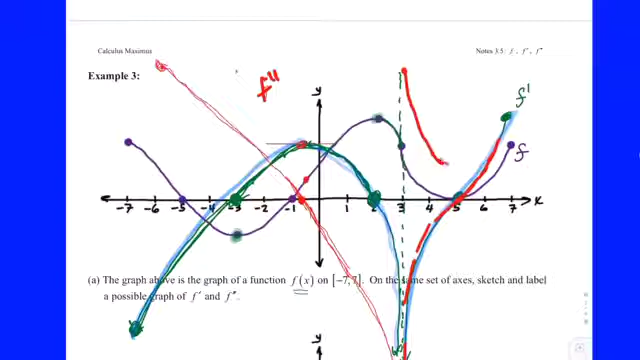 Calculus Maximus
Notes 3.5: f , f', f"
Example 3:
f"
y
f'
f
-7 -6 -5 -4 -3 -2 -1 1 2 3 4 5 6 7 x
(a) The graph above is the graph of a function f(x) on [-7,7]. On the same set of axes, sketch and label
a possible graph of f' and f".
y